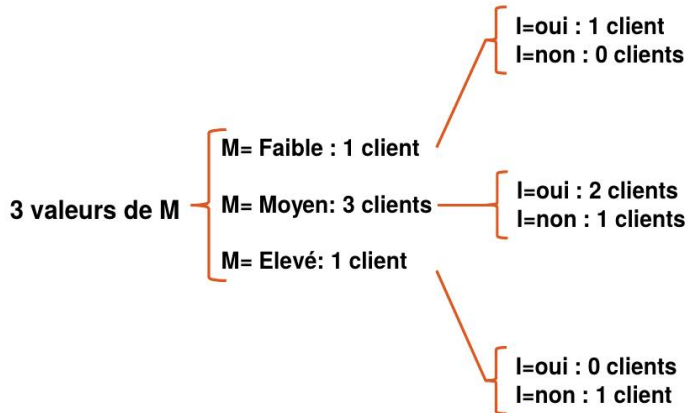 I=oui : 1 client
I=non : 0 clients
M= Faible : 1 client
3 valeurs de M
M= Moyen: 3 clients
I=oui : 2 clients
I=non : 1 clients
M= Elevé: 1 client
I=oui : 0 clients
I=non : 1 client